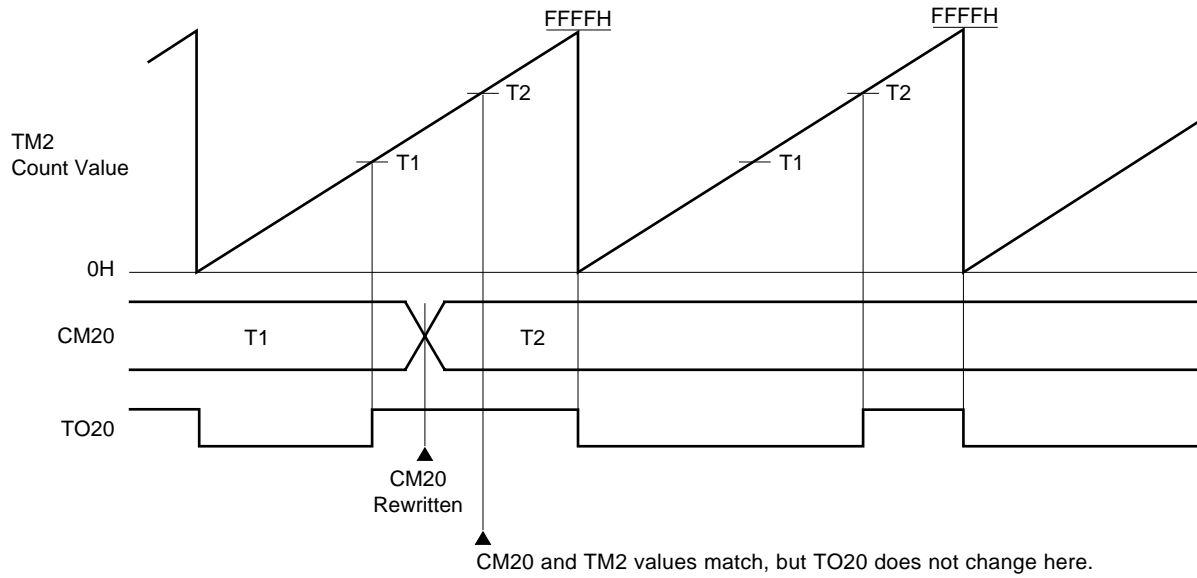 FFFFH
FFFFH
T2
T2
TM2
Count Value
T1
T1
0H
CM20
T1
T2
TO20
CM20
Rewritten
CM20 and TM2 values match, but TO20 does not change here.